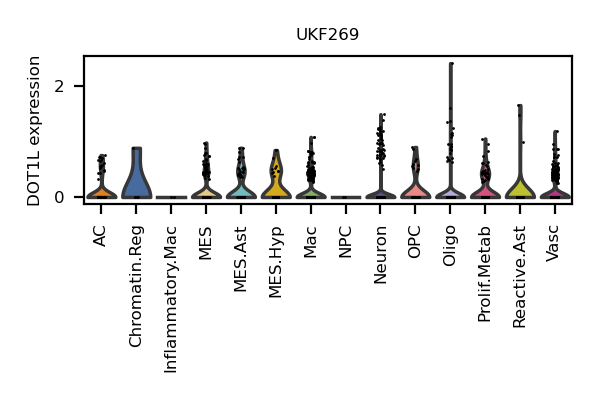 UKF269
DOT1L expression
2
0
AC
Chromatin.Reg
Inflammatory.Mac
MES
MES.Ast
MES.Hyp
Mac
NPC
Neuron
OPC
Oligo
Prolif.Metab
Reactive.Ast
Vasc